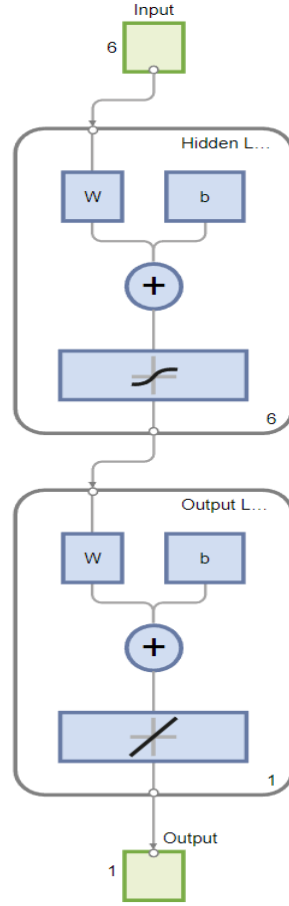 Input
6
Hidden L...
W b
+
6
Output L...
W b
+
1
Output
1